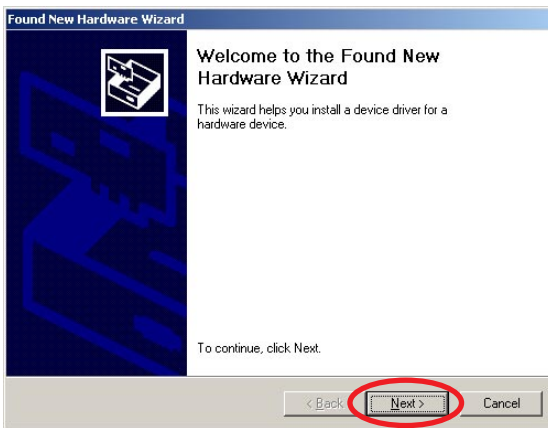 Found New Hardware Wizard
Welcome to the Found New
Hardware Wizard
This wizard helps you install a device driver for a
hardware device.
To continue, click Next.
< Back
Next >
Cancel